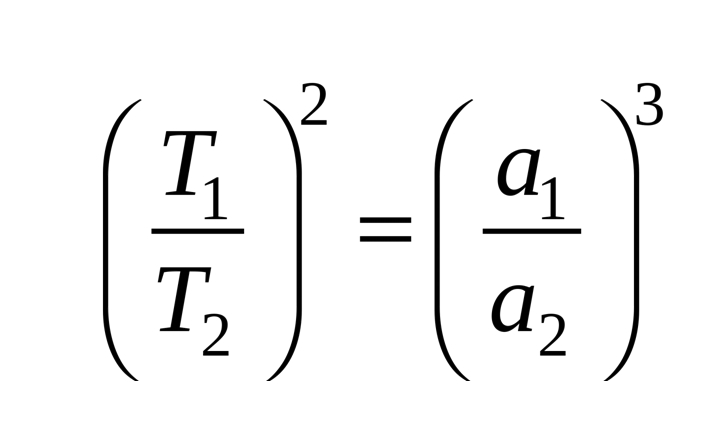 (T₁/T₂)² = (a₁/a₂)³